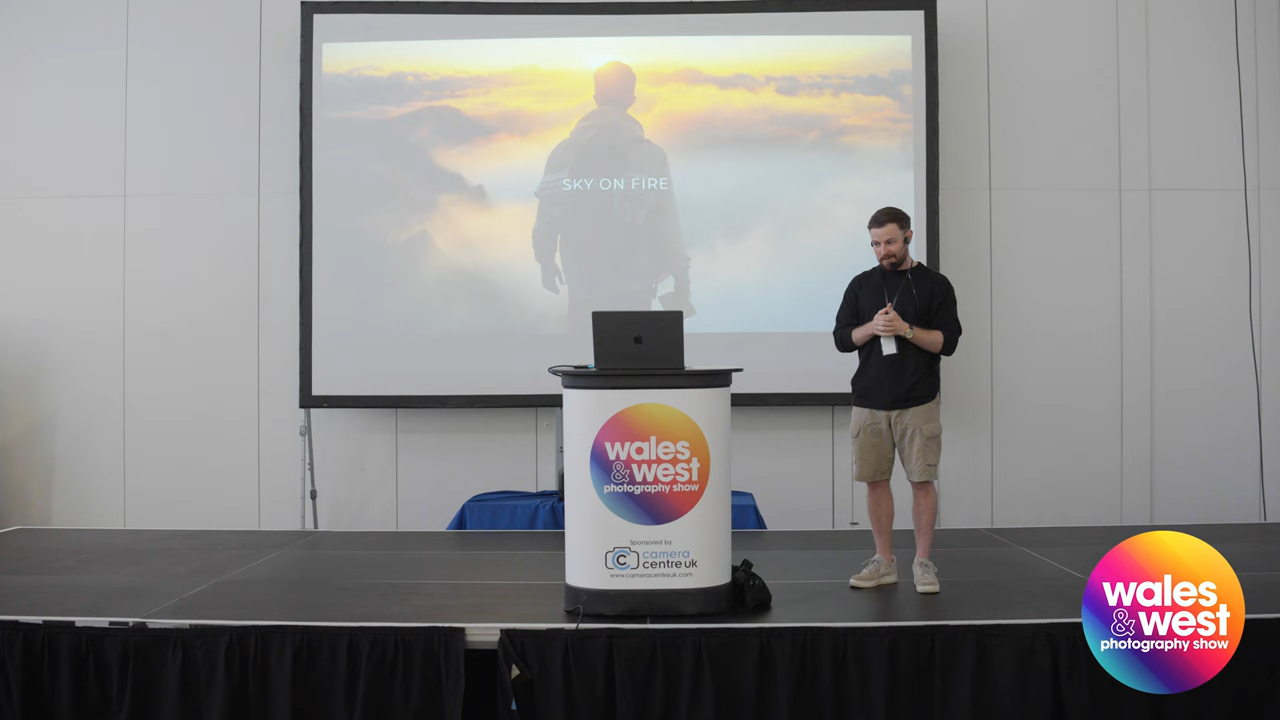 SKY ON FIRE
wales
& west
photography show
Sponsored by
camera
centre uk
www.cameracentreuk.com
wales
& west
photography show